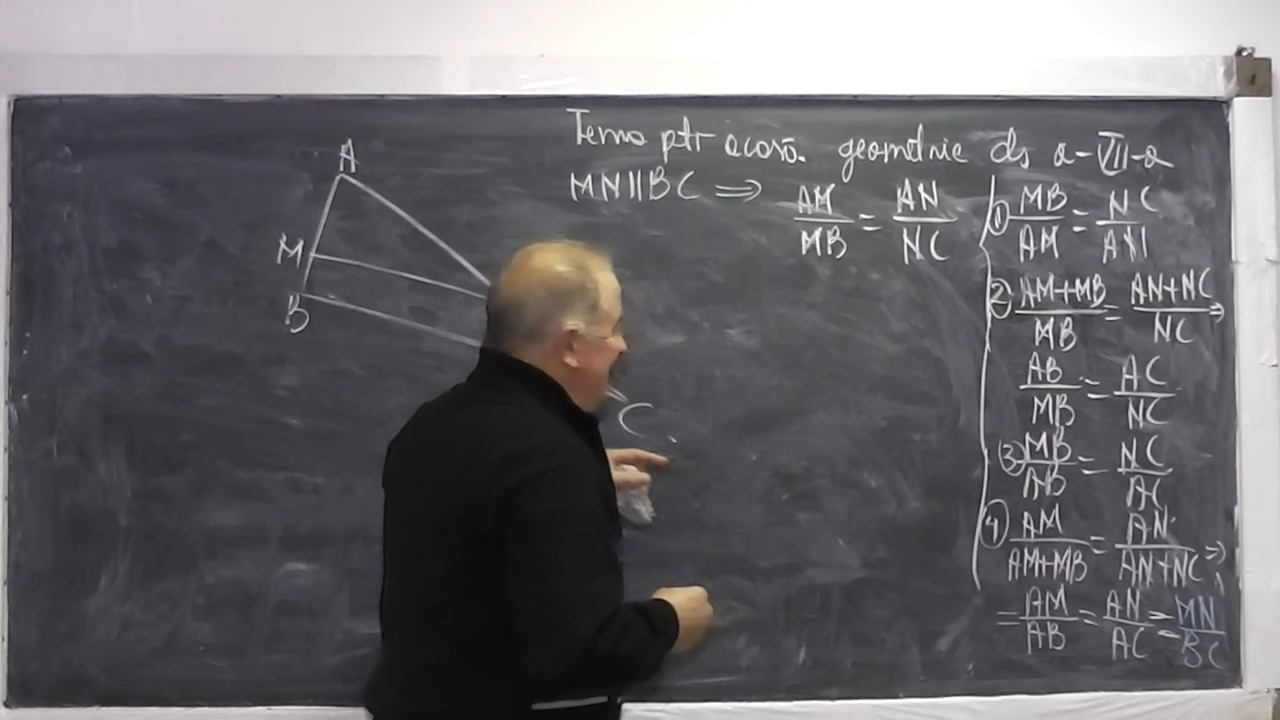 Tema ptr acasă. geometrie cls a-VII-a
MN||BC ⇒ AM/MB = AN/NC
① MB/AM = NC/AN
② AM+MB/MB = AN+NC/NC ⇒
AB/MB = AC/NC
③ MB/AB = NC/AC
④ AM/AM+MB = AN/AN+NC ⇒
= AM/AB = AN/AC = MN/BC
A
M
B
C